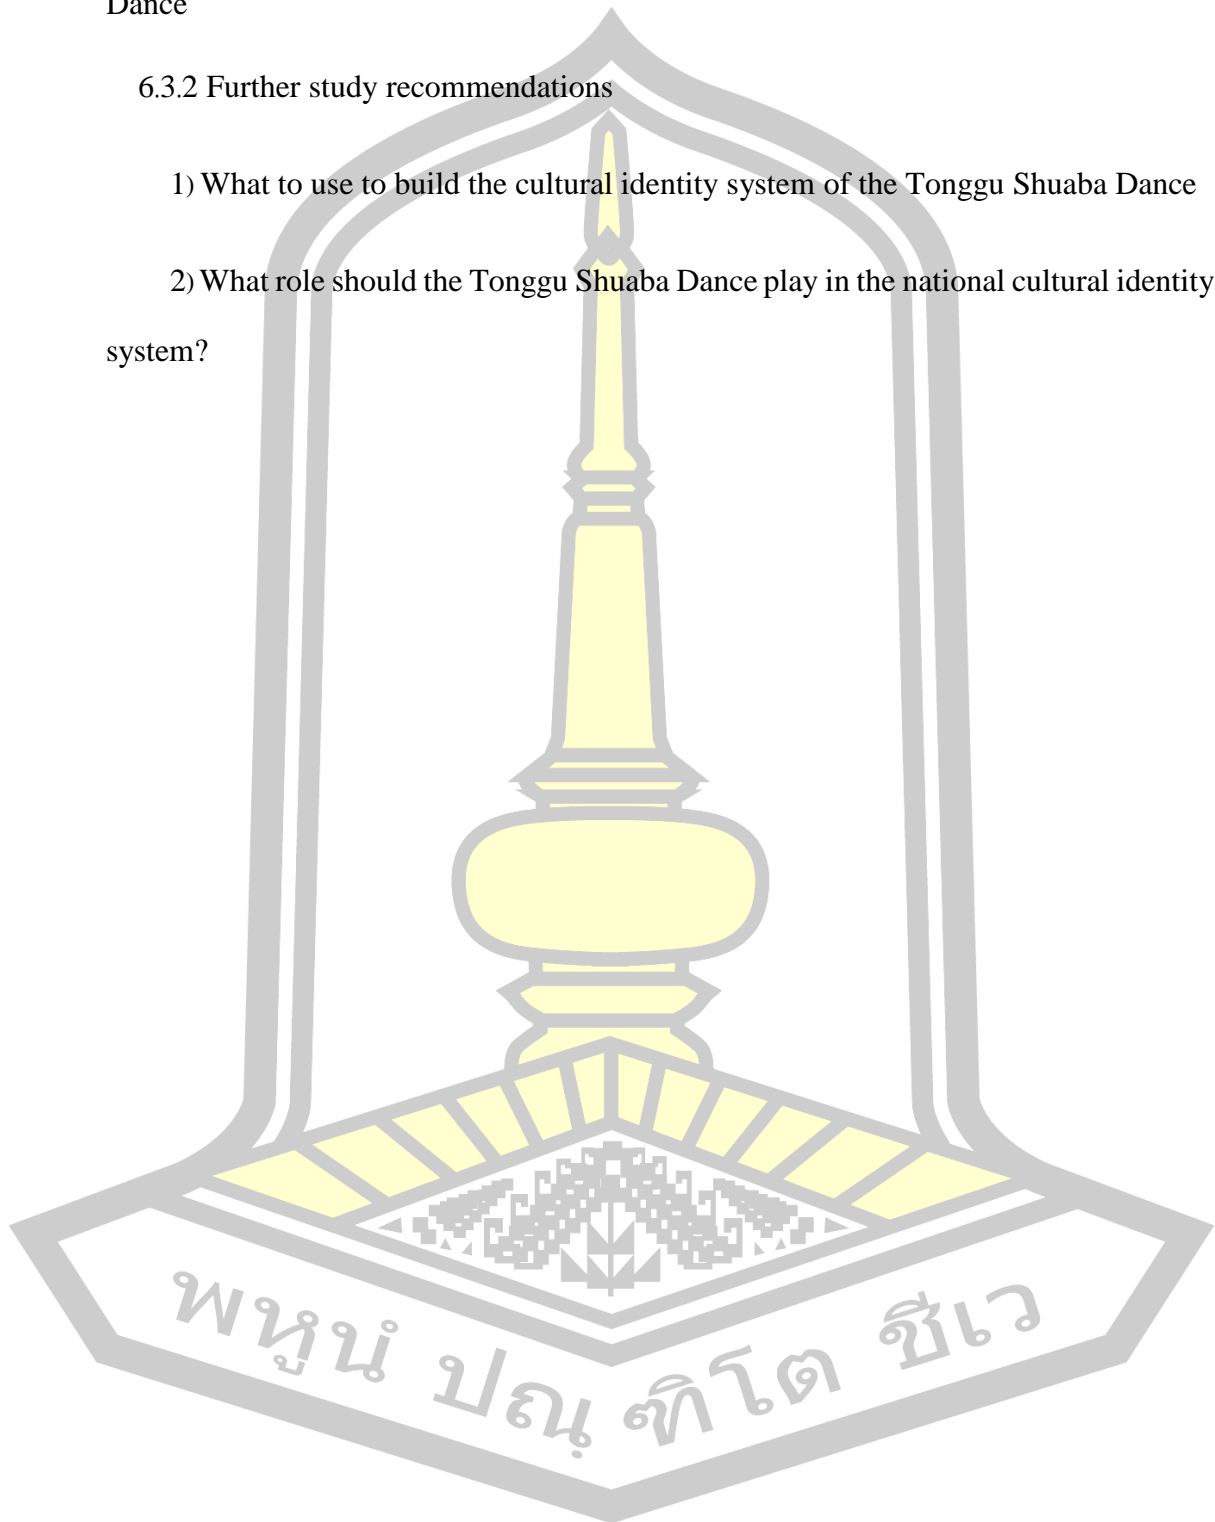 Dance
6.3.2 Further study recommendations
1) What to use to build the cultural identity system of the Tonggu Shuaba Dance
2) What role should the Tonggu Shuaba Dance play in the national cultural identity
system?
พหูนํ ปณฺฑิโต ชีเว